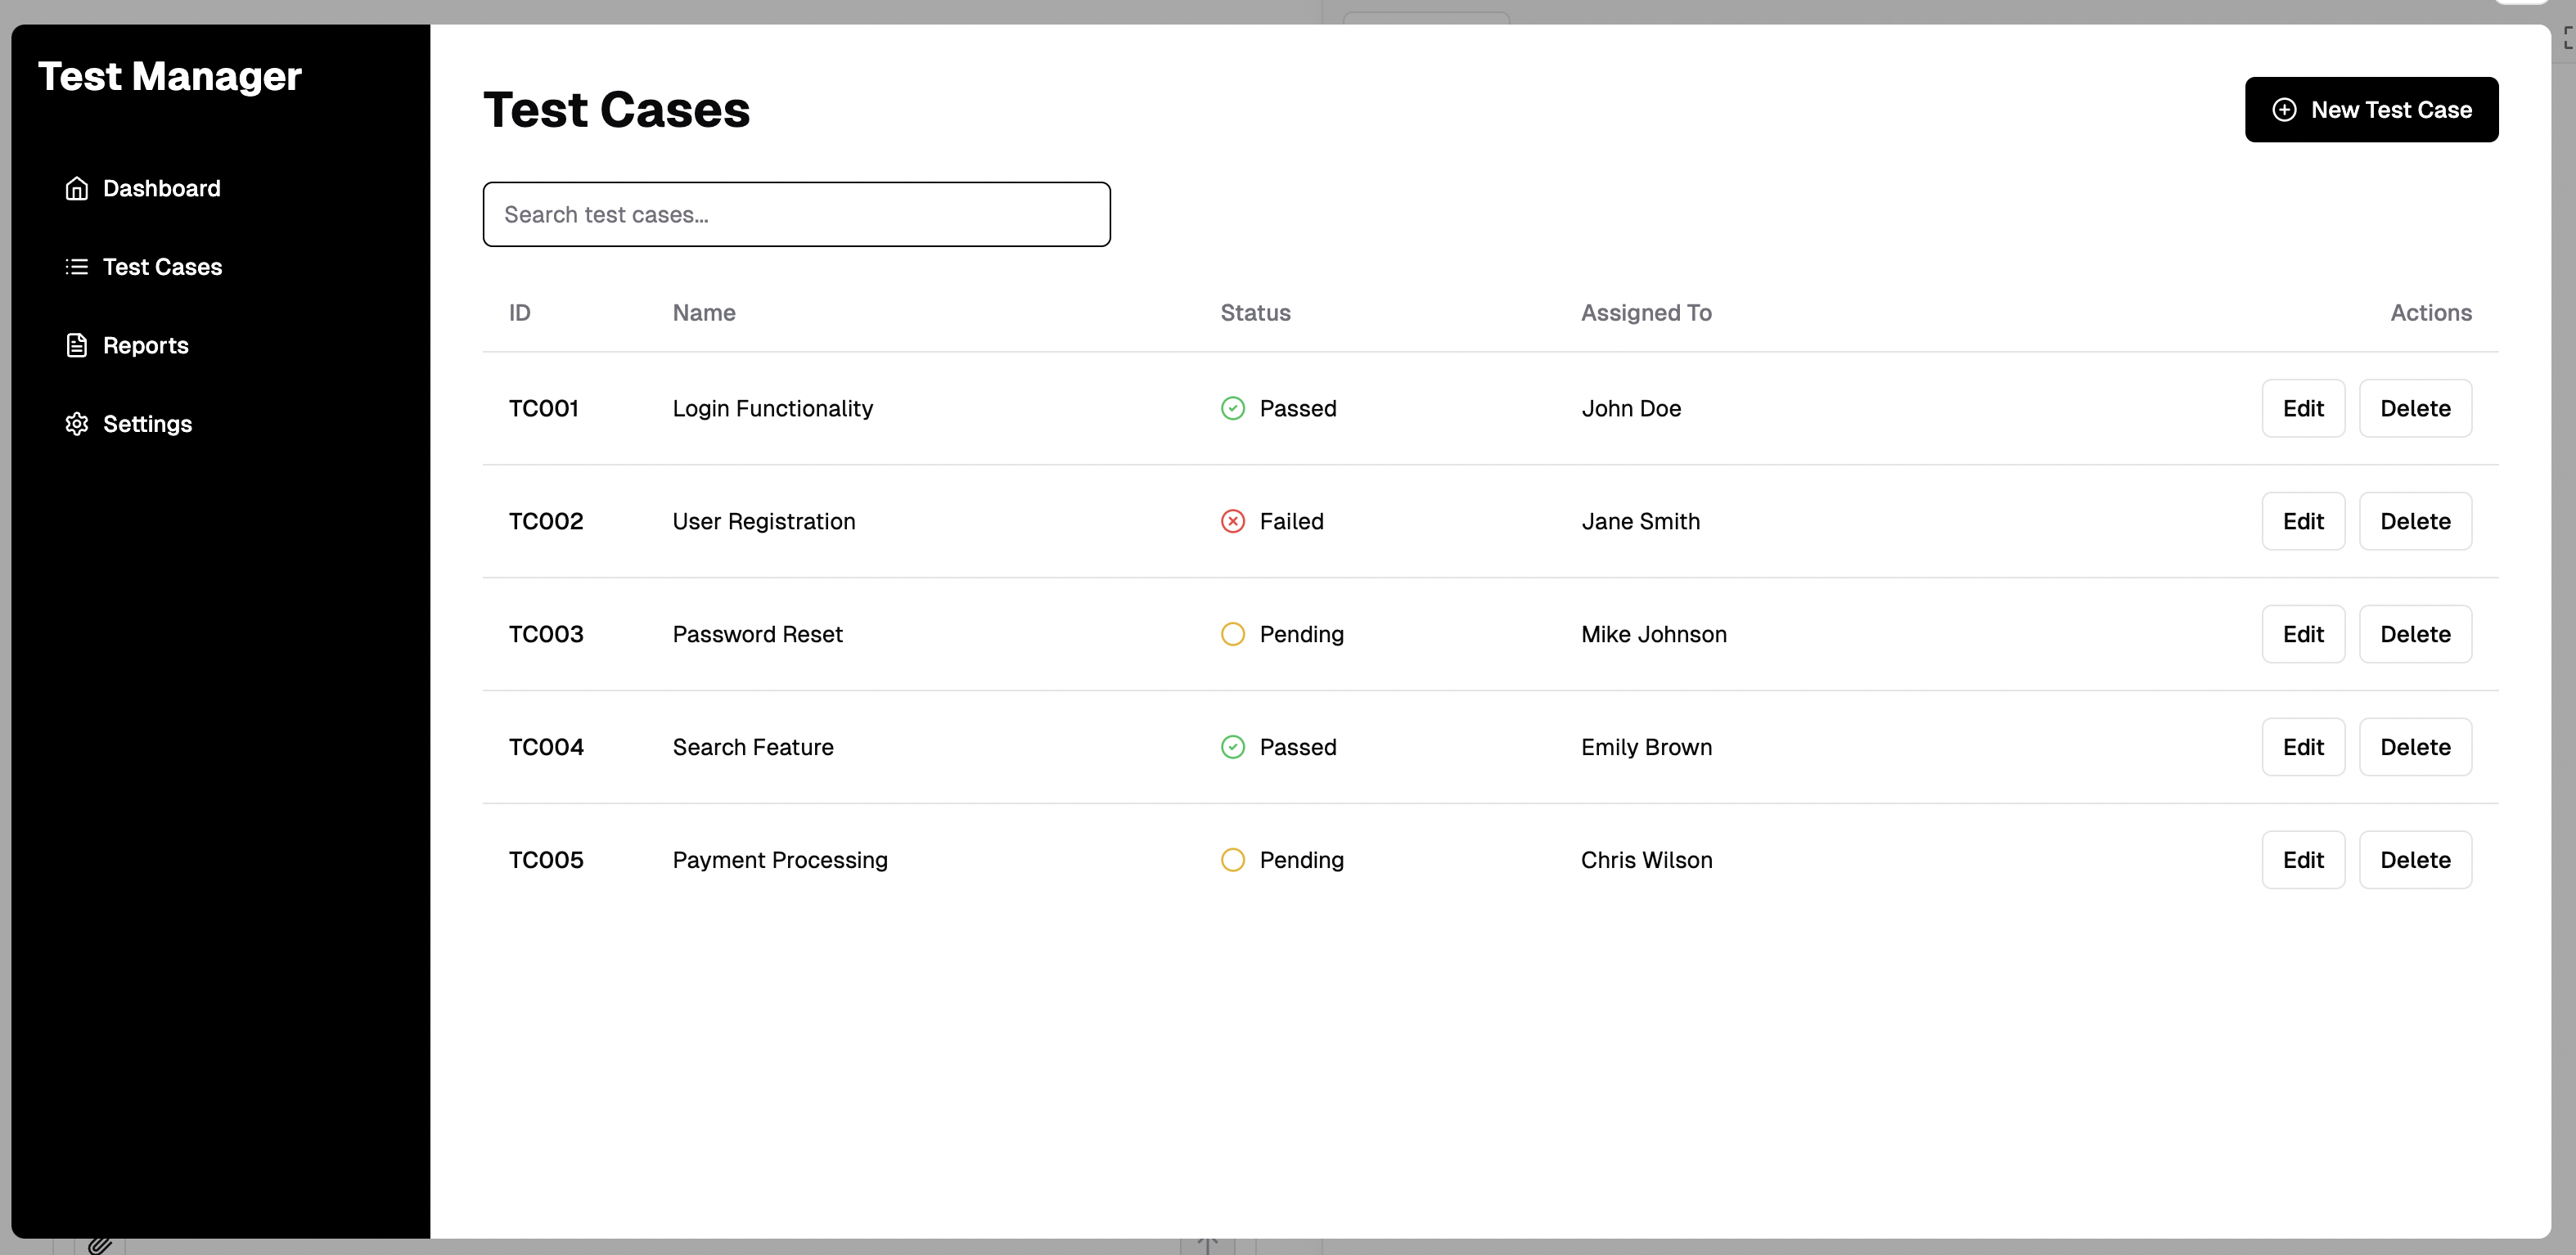 Test Manager
Dashboard
Test Cases
Reports
Settings
Test Cases
New Test Case
Search test cases...
ID Name Status Assigned To Actions
TC001 Login Functionality Passed John Doe Edit Delete
TC002 User Registration Failed Jane Smith Edit Delete
TC003 Password Reset Pending Mike Johnson Edit Delete
TC004 Search Feature Passed Emily Brown Edit Delete
TC005 Payment Processing Pending Chris Wilson Edit Delete